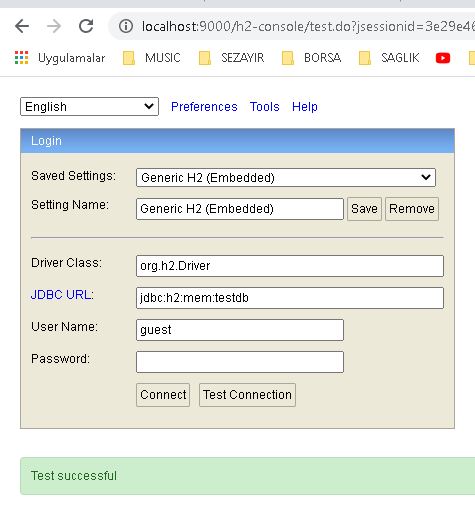 localhost:9000/h2-console/test.do?jsessionid=3e29e46
Uygulamalar MUSIC SEZAYIR BORSA SAGLIK
English Preferences Tools Help
Login
Saved Settings: Generic H2 (Embedded)
Setting Name: Generic H2 (Embedded) Save Remove
Driver Class: org.h2.Driver
JDBC URL: jdbc:h2:mem:testdb
User Name: guest
Password:
Connect Test Connection
Test successful